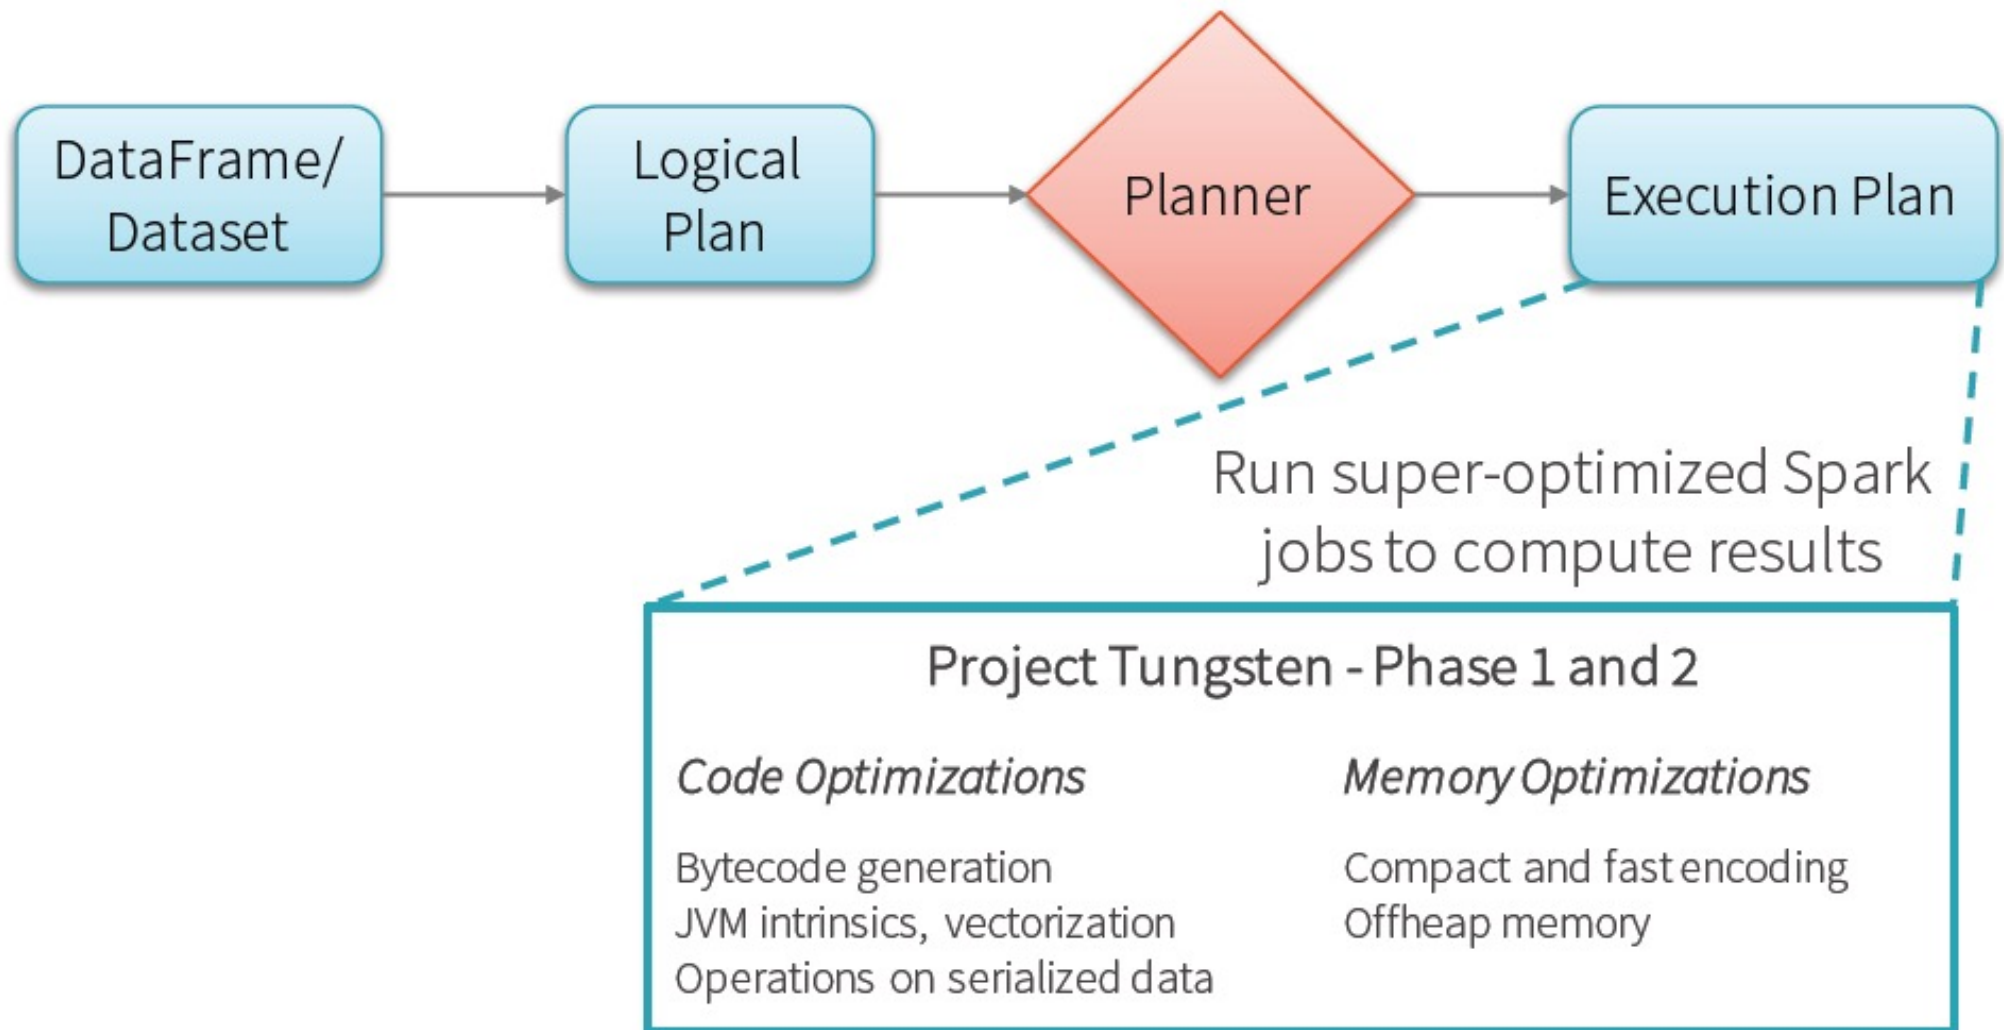 DataFrame/
Dataset
Logical
Plan
Planner
Execution Plan
Run super-optimized Spark
jobs to compute results
Project Tungsten - Phase 1 and 2
Code Optimizations
Bytecode generation
JVM intrinsics, vectorization
Operations on serialized data
Memory Optimizations
Compact and fast encoding
Offheap memory